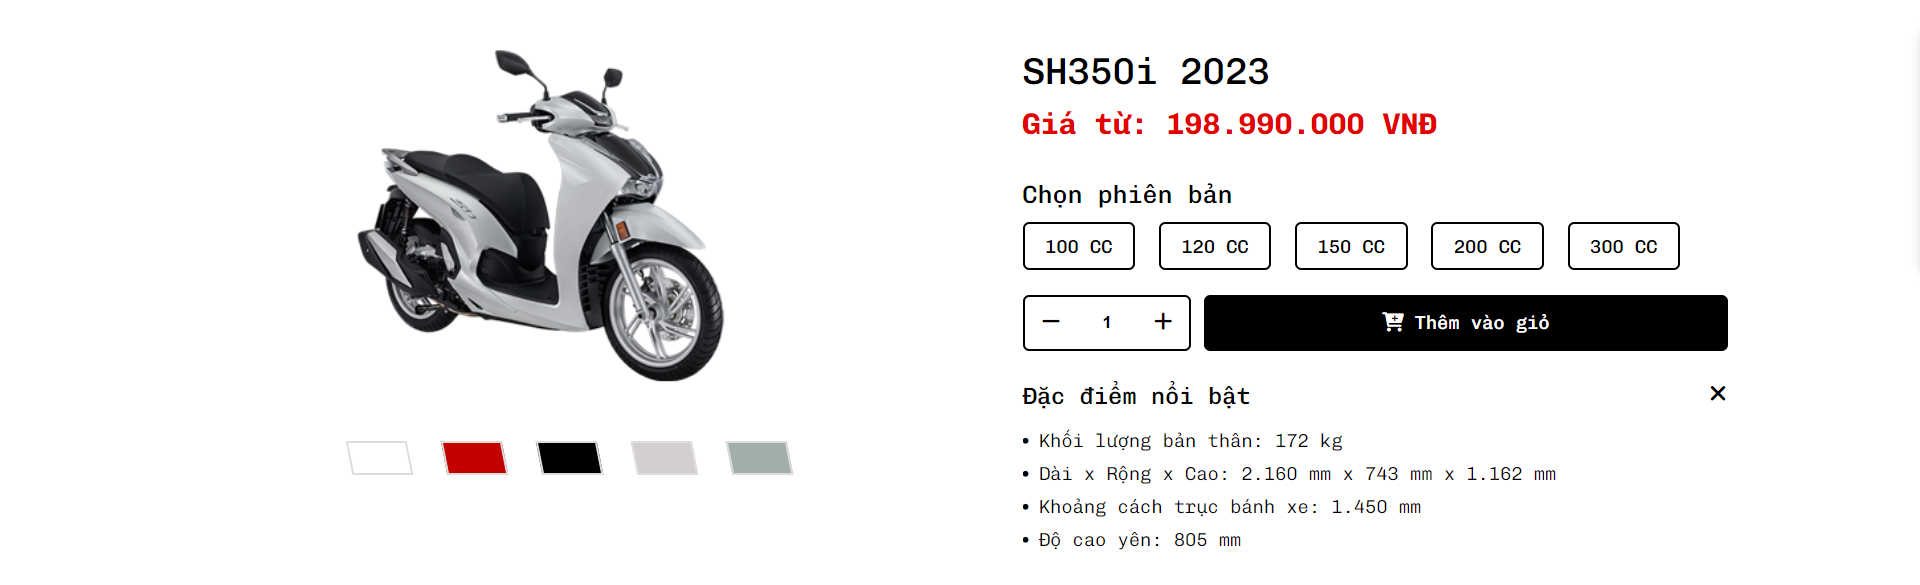 SH350i 2023
Giá từ: 198.990.000 VNĐ
Chọn phiên bản
100 CC 120 CC 150 CC 200 CC 300 CC
1 Thêm vào giỏ
Đặc điểm nổi bật
• Khối lượng bản thân: 172 kg
• Dài x Rộng x Cao: 2.160 mm x 743 mm x 1.162 mm
• Khoảng cách trục bánh xe: 1.450 mm
• Độ cao yên: 805 mm